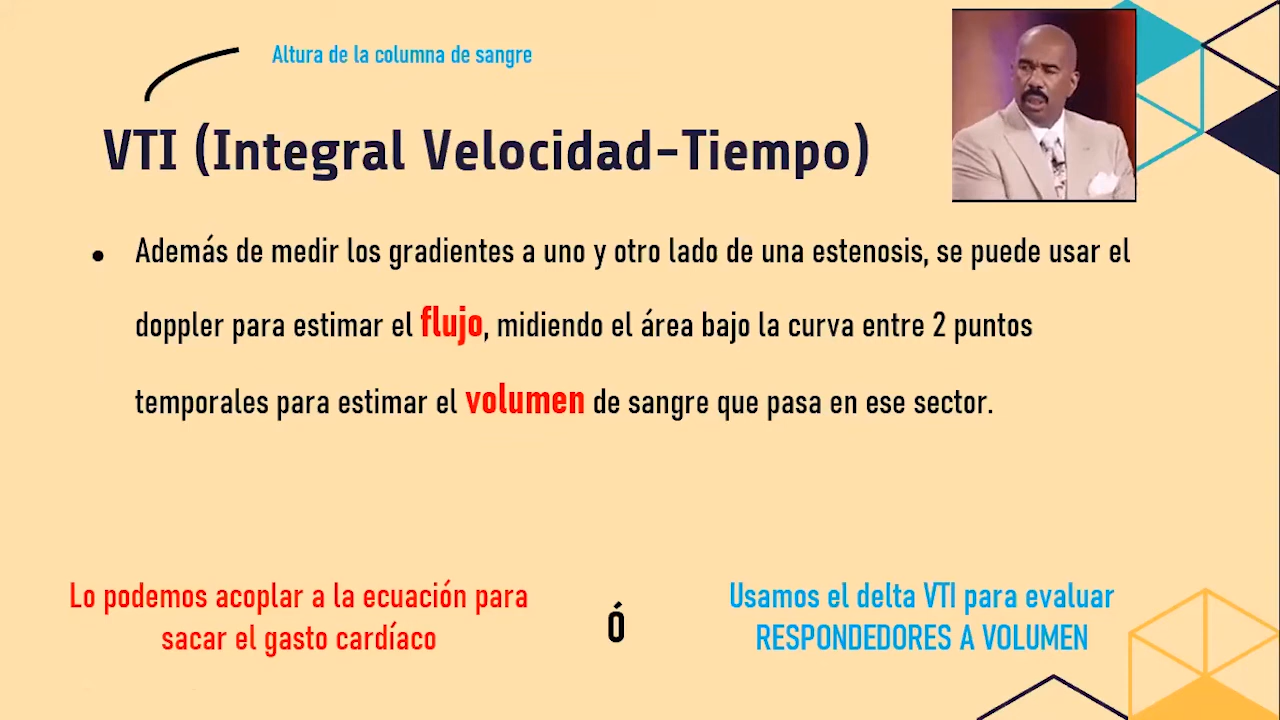 Altura de la columna de sangre
VTI (Integral Velocidad-Tiempo)
• Además de medir los gradientes a uno y otro lado de una estenosis, se puede usar el
doppler para estimar el flujo, midiendo el área bajo la curva entre 2 puntos
temporales para estimar el volumen de sangre que pasa en ese sector.
Lo podemos acoplar a la ecuación para
sacar el gasto cardíaco
Ó
Usamos el delta VTI para evaluar
RESPONDEDORES A VOLUMEN